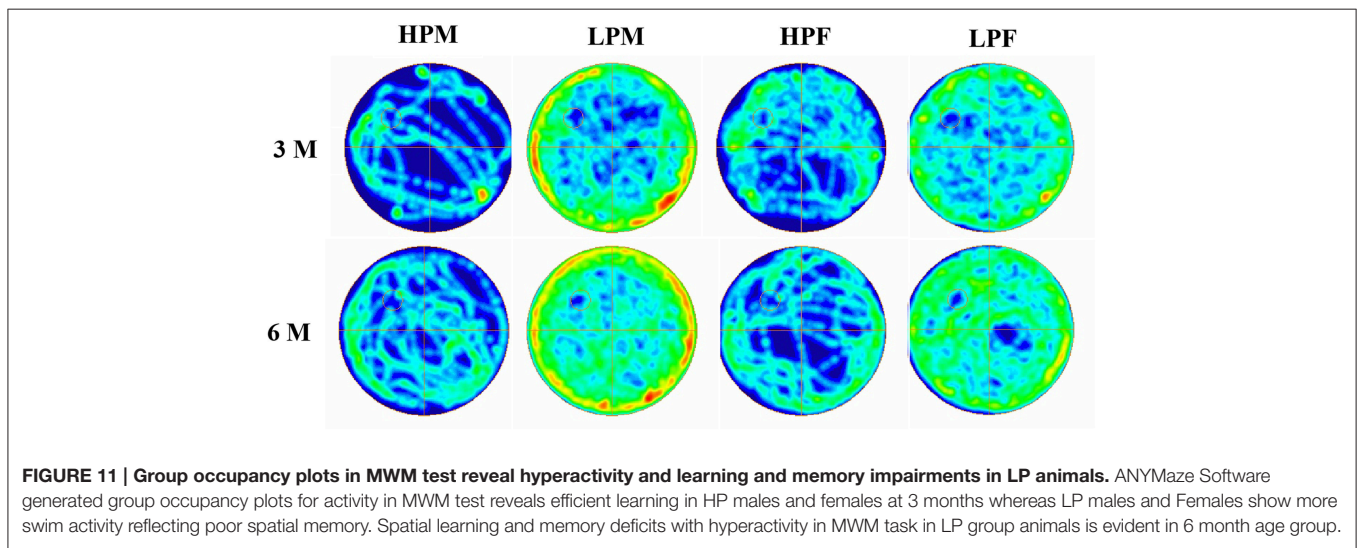 HPM LPM HPF LPF
3 M
6 M
FIGURE 11 | Group occupancy plots in MWM test reveal hyperactivity and learning and memory impairments in LP animals. ANYMaze Software
generated group occupancy plots for activity in MWM test reveals efficient learning in HP males and females at 3 months whereas LP males and Females show more
swim activity reflecting poor spatial memory. Spatial learning and memory deficits with hyperactivity in MWM task in LP group animals is evident in 6 month age group.